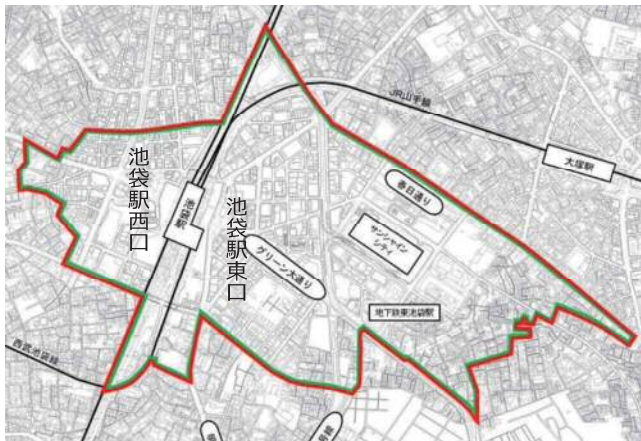 JR山手線
大塚駅
池袋駅西口
池袋駅
池袋駅東口
春日通り
サンシャイン
シティ
グリーン大通り
地下鉄東池袋駅
西武池袋線
号線